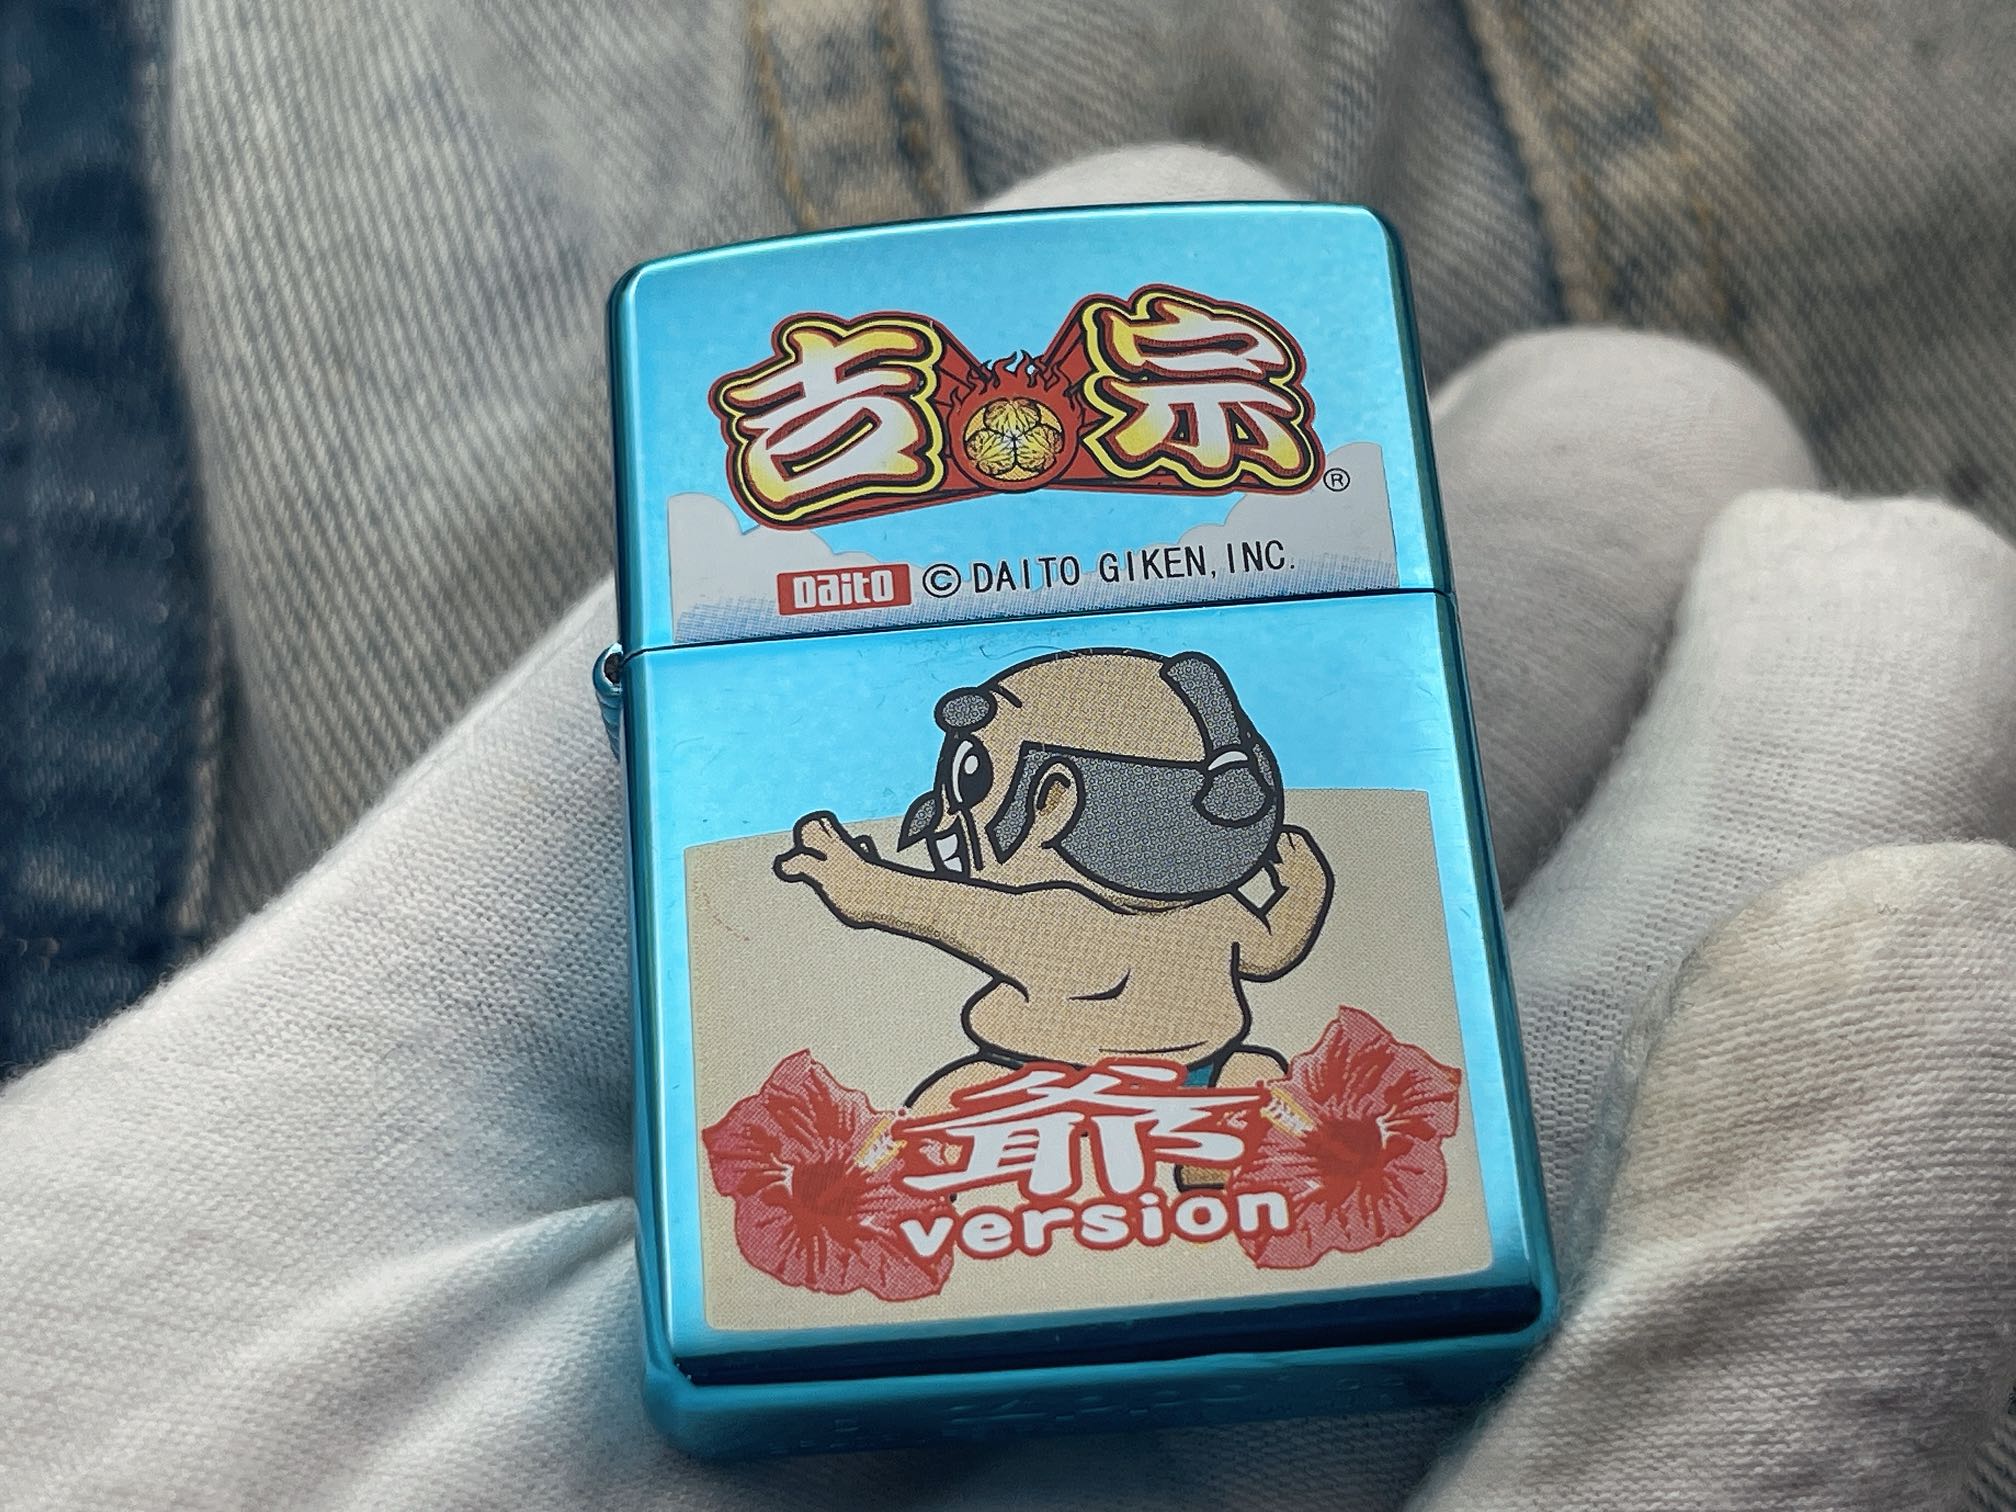 吉宗®
Daito ©DAITO GIKEN, INC.
爺
version